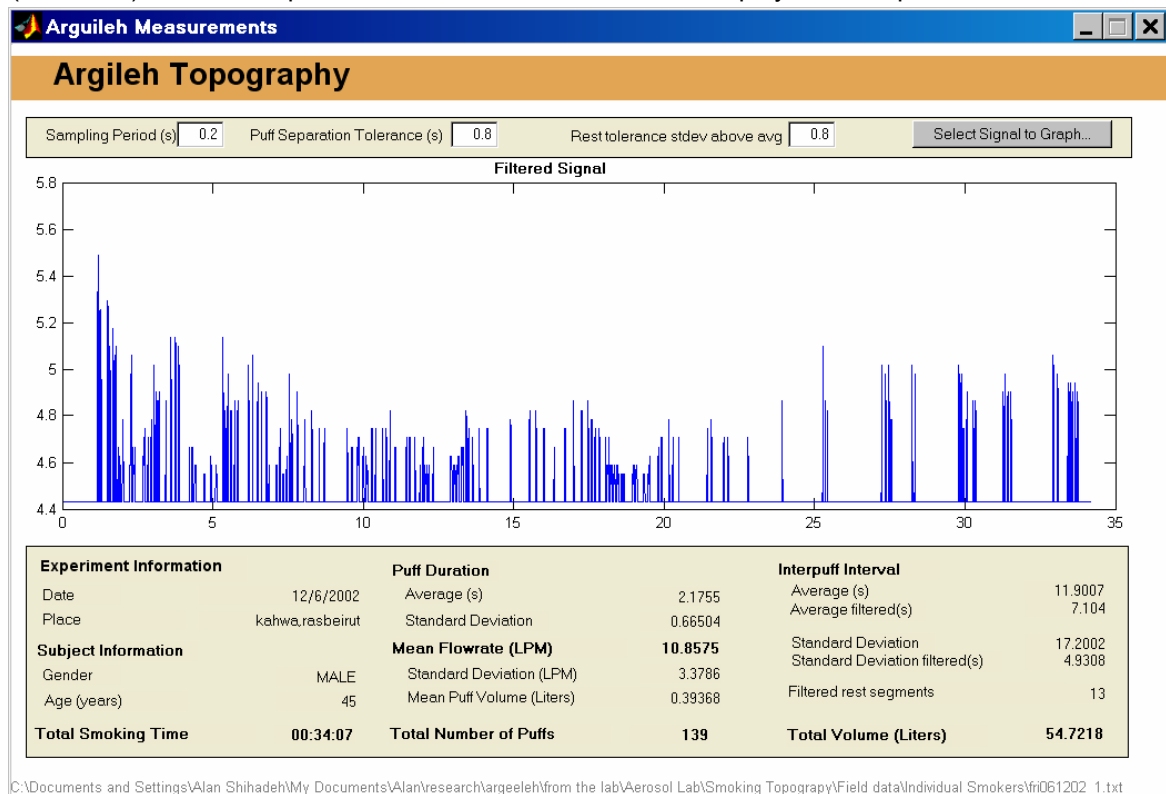 Arguileh Measurements
Argileh Topography
Sampling Period (s) 0.2 Puff Separation Tolerance (s) 0.8 Rest tolerance stdev above avg 0.8 Select Signal to Graph...
Filtered Signal
5.8
5.6
5.4
5.2
5
4.8
4.6
4.4
0 5 10 15 20 25 30 35
Experiment Information
Date 12/6/2002
Place kahwa,rasbeirut
Subject Information
Gender MALE
Age (years) 45
Total Smoking Time 00:34:07
Puff Duration
Average (s) 2.1755
Standard Deviation 0.66504
Mean Flowrate (LPM) 10.8575
Standard Deviation (LPM) 3.3786
Mean Puff Volume (Liters) 0.39368
Total Number of Puffs 139
Interpuff Interval
Average (s) 11.9007
Average filtered(s) 7.104
Standard Deviation 17.2002
Standard Deviation filtered(s) 4.9308
Filtered rest segments 13
Total Volume (Liters) 54.7218
C:\Documents and Settings\Alan Shihadeh\My Documents\Alan\research\argeeleh\from the lab\Aerosol Lab\Smoking Topograpy\Field data\Individual Smokers\fri061202_1.txt